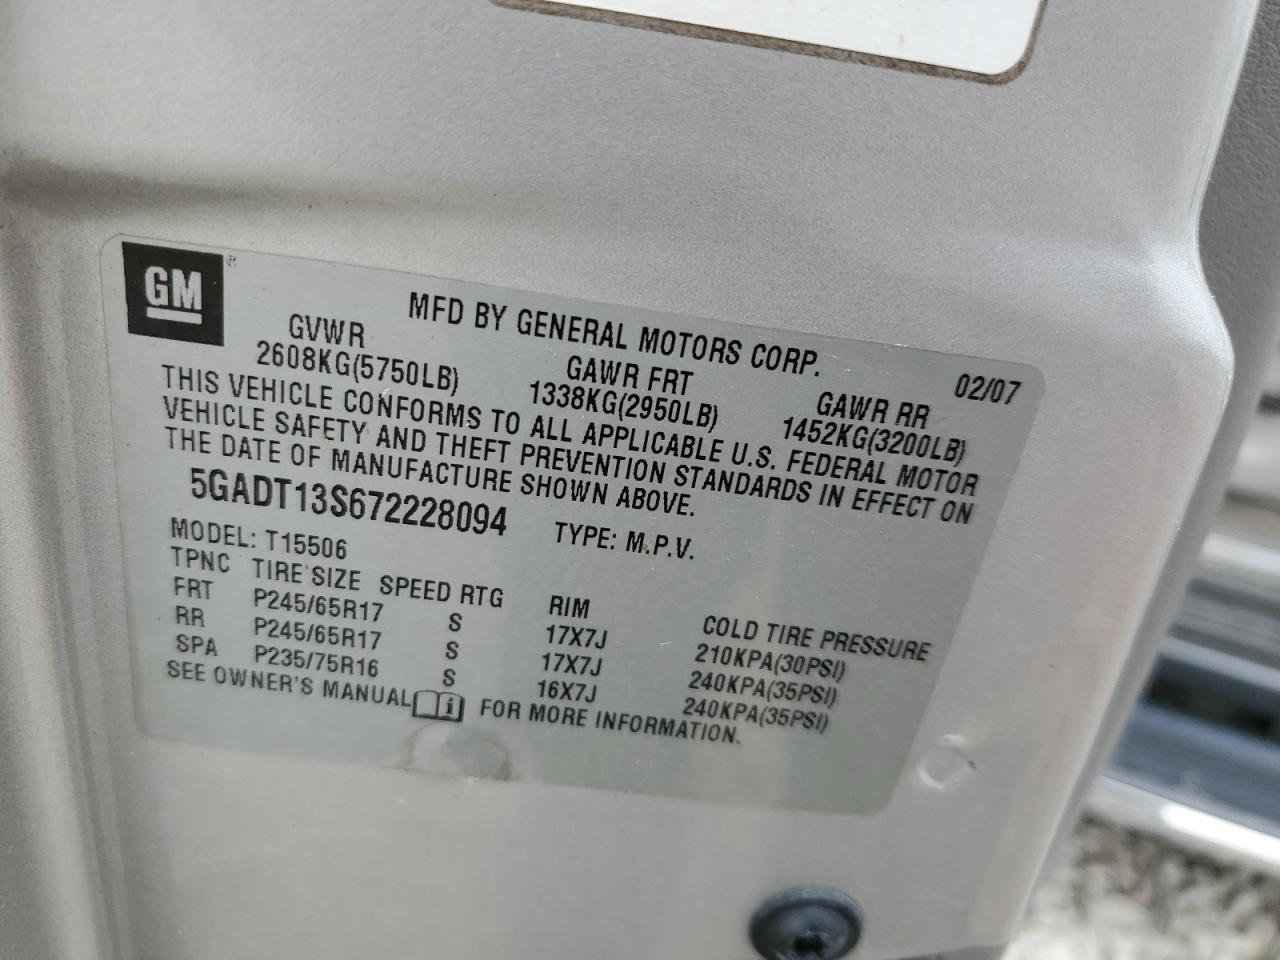 GM ®
MFD BY GENERAL MOTORS CORP.
02/07
GVWR GAWR FRT GAWR RR
2608KG(5750LB) 1338KG(2950LB) 1452KG(3200LB)
THIS VEHICLE CONFORMS TO ALL APPLICABLE U.S. FEDERAL MOTOR
VEHICLE SAFETY AND THEFT PREVENTION STANDARDS IN EFFECT ON
THE DATE OF MANUFACTURE SHOWN ABOVE.
5GADT13S672228094 TYPE: M.P.V.
MODEL: T15506
TPNC TIRE SIZE SPEED RTG RIM COLD TIRE PRESSURE
FRT P245/65R17 S 17X7J 210KPA(30PSI)
RR P245/65R17 S 17X7J 240KPA(35PSI)
SPA P235/75R16 S 16X7J 240KPA(35PSI)
SEE OWNER'S MANUAL i FOR MORE INFORMATION.